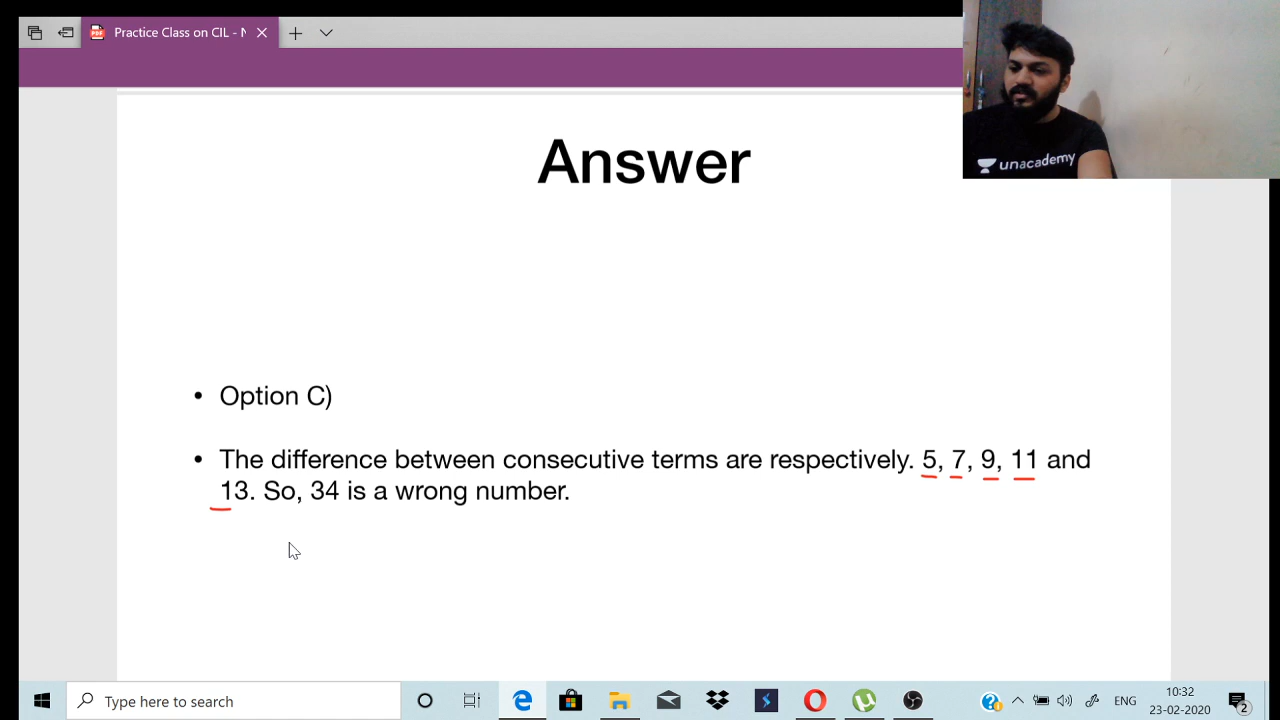 Practice Class on CIL - N
unacademy
Answer
• Option C)
• The difference between consecutive terms are respectively. 5, 7, 9, 11 and
13. So, 34 is a wrong number.
Type here to search
ENG
10:32
23-02-2020
2